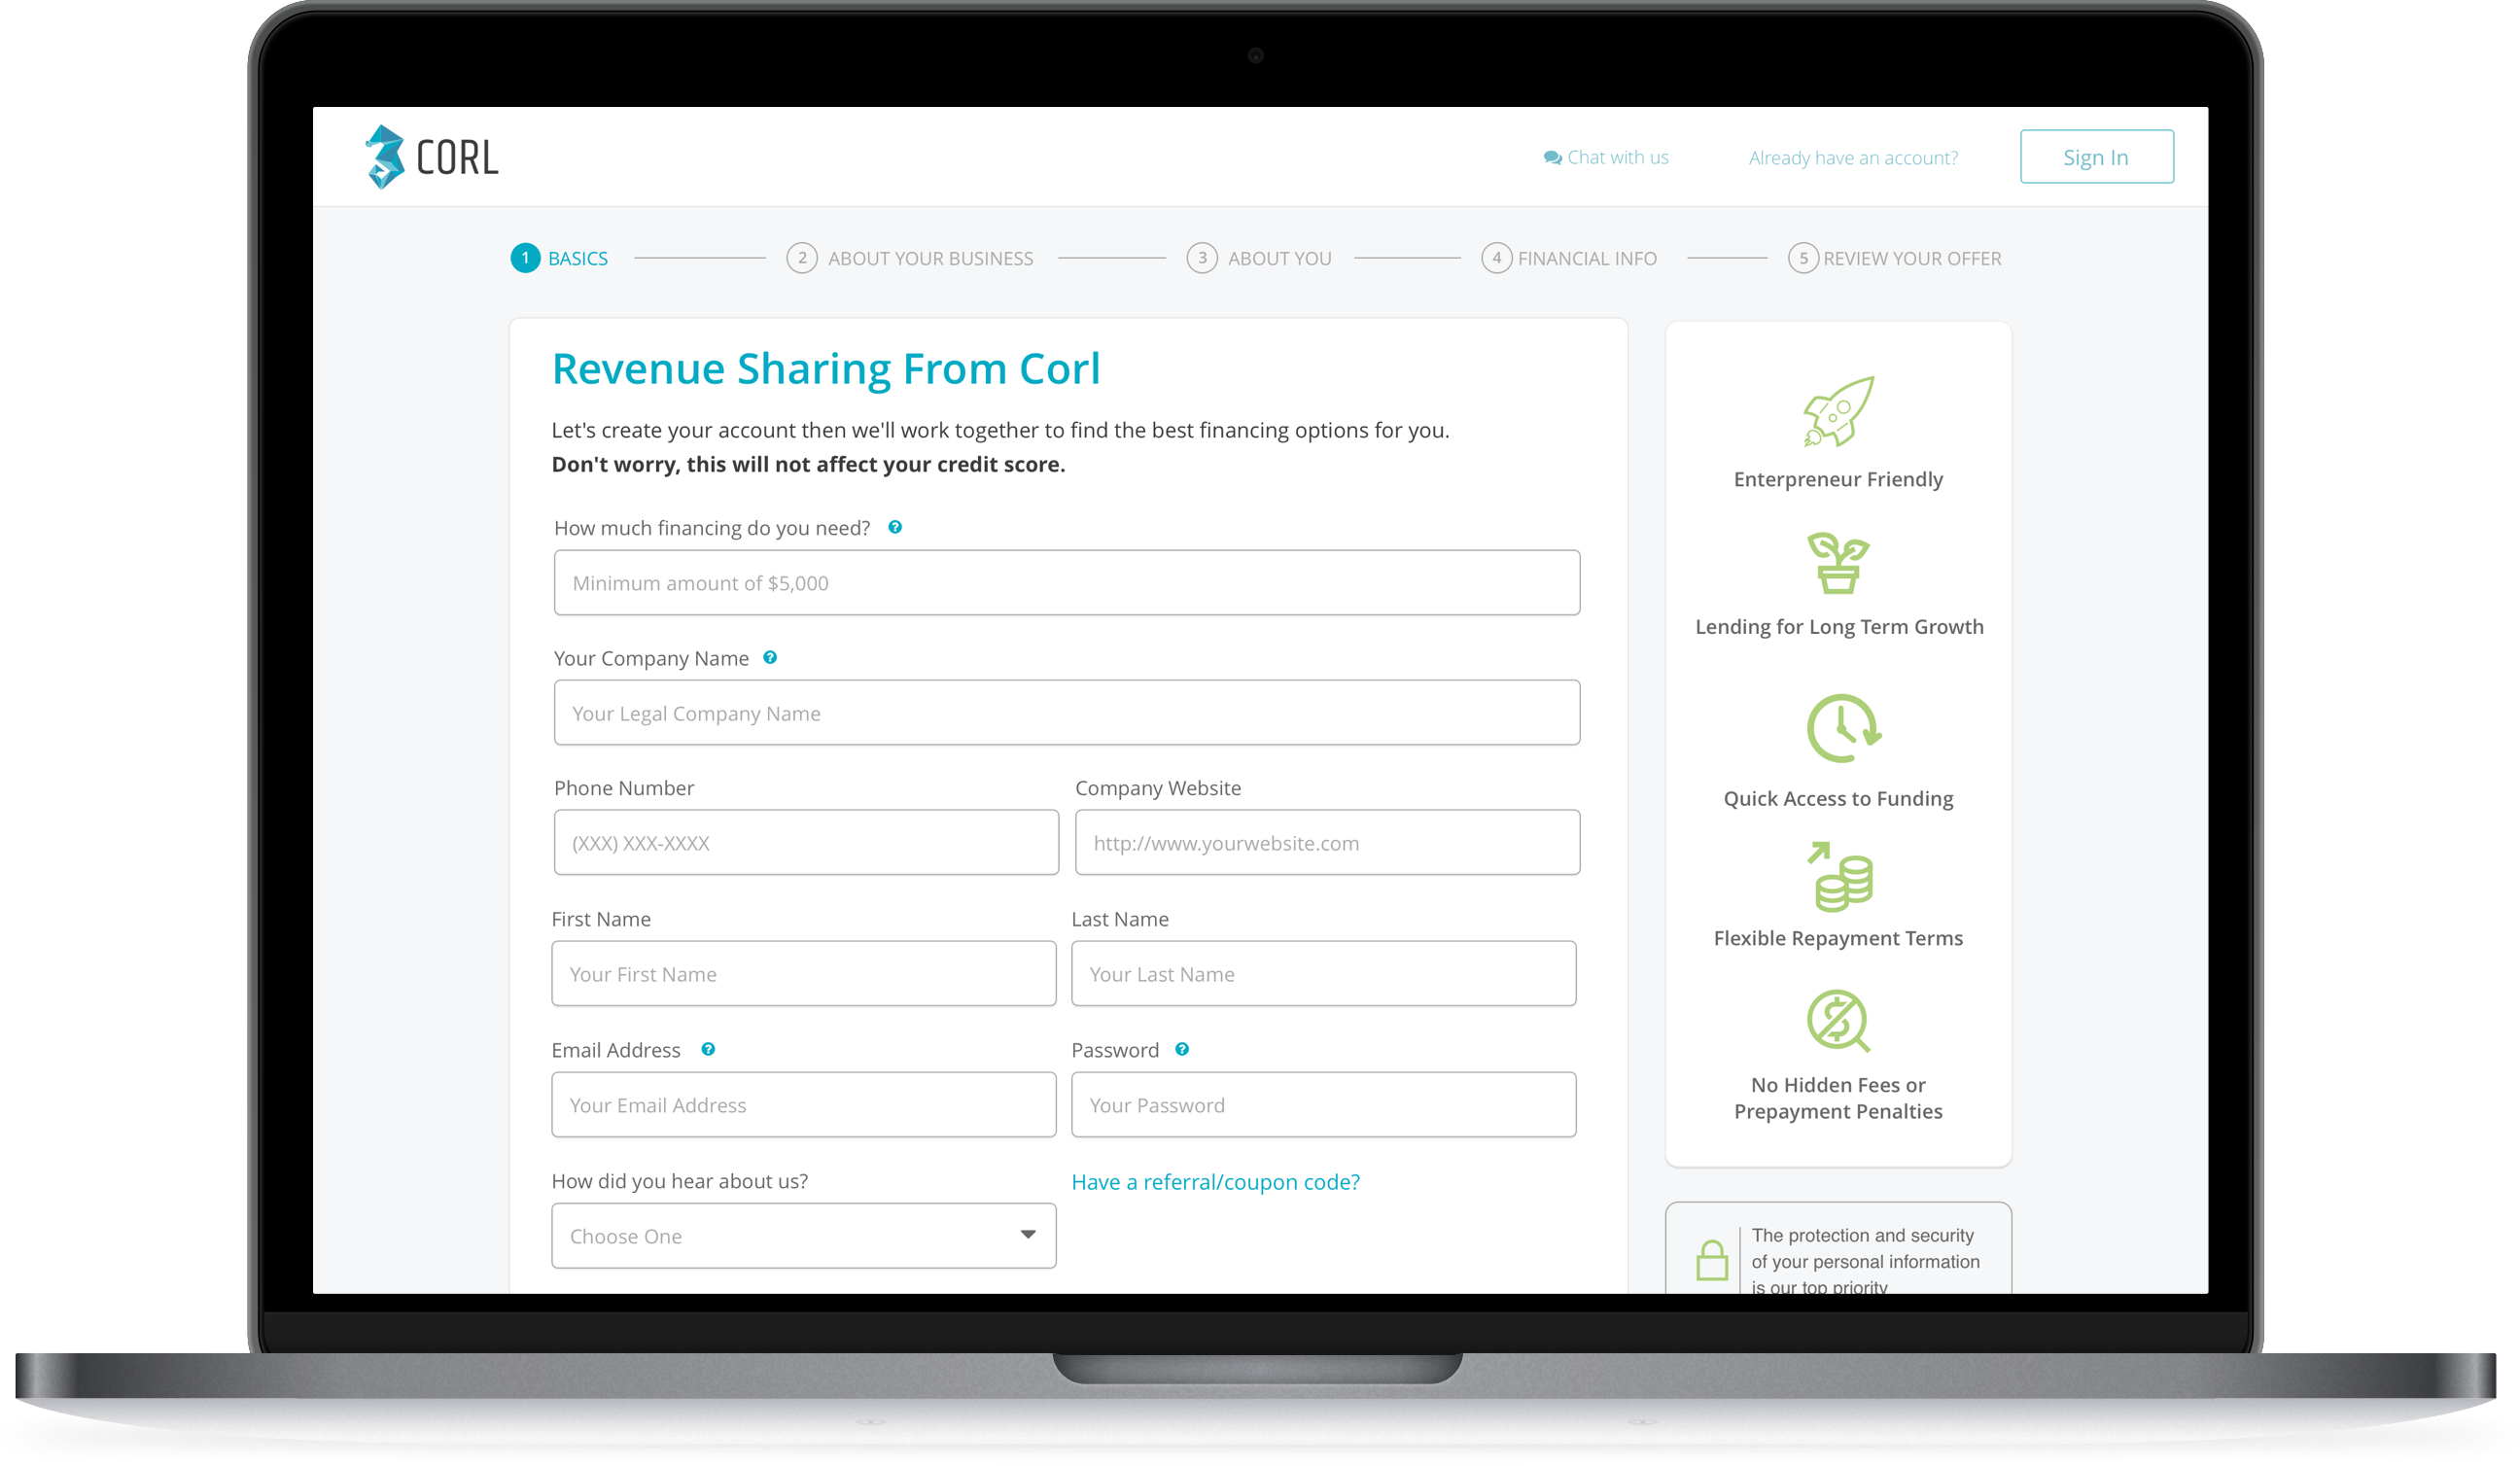 CORL
Chat with us
Already have an account?
Sign In
1 BASICS
2 ABOUT YOUR BUSINESS
3 ABOUT YOU
4 FINANCIAL INFO
5 REVIEW YOUR OFFER
Revenue Sharing From Corl
Let's create your account then we'll work together to find the best financing options for you.
Don't worry, this will not affect your credit score.
How much financing do you need? ?
Minimum amount of $5,000
Your Company Name ?
Your Legal Company Name
Phone Number
(XXX) XXX-XXXX
Company Website
http://www.yourwebsite.com
First Name
Your First Name
Last Name
Your Last Name
Email Address ?
Your Email Address
Password ?
Your Password
How did you hear about us?
Choose One
Have a referral/coupon code?
Enterpreneur Friendly
Lending for Long Term Growth
Quick Access to Funding
Flexible Repayment Terms
No Hidden Fees or
Prepayment Penalties
The protection and security
of your personal information
is our top priority